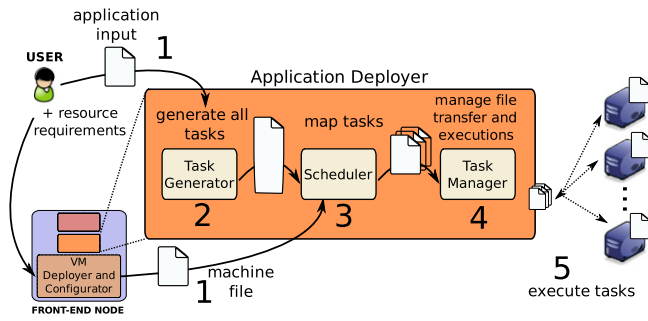 application
input
1
USER
+ resource
requirements
Application Deployer
generate all
tasks
map tasks
manage file
transfer and
executions
Task
Generator
Scheduler
Task
Manager
2
3
4
VM
Deployer and
Configurator
FRONT-END NODE
1
machine
file
5
execute tasks